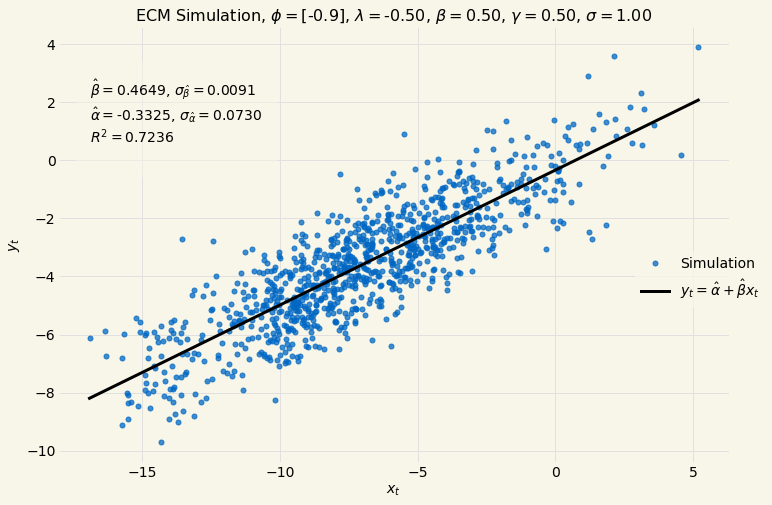 ECM Simulation, ϕ = [-0.9], λ = -0.50, β = 0.50, γ = 0.50, σ = 1.00
4
2
0
−2
−4
−6
−8
−10
y_t
β̂ = 0.4649, σ_β̂ = 0.0091
α̂ = -0.3325, σ_α̂ = 0.0730
R² = 0.7236
Simulation
y_t = α̂ + β̂x_t
−15 −10 −5 0 5
x_t